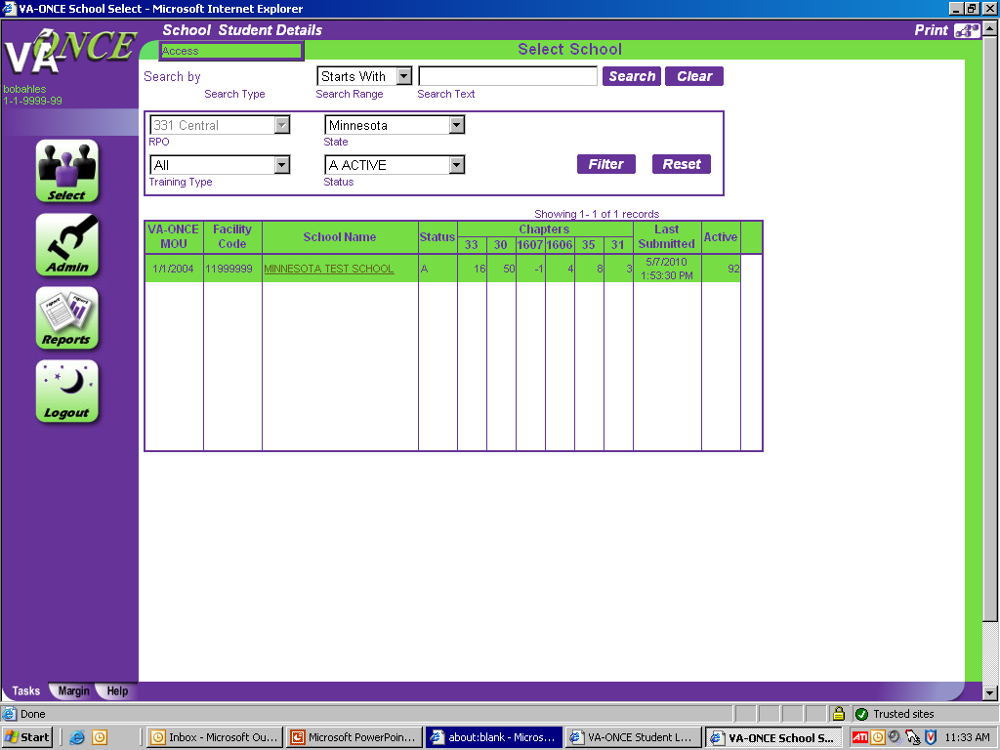 VA-ONCE School Select - Microsoft Internet Explorer
VA ONCE
School Student Details
Print
Access
Select School
bobahles
1-1-9999-99
Search by
Starts With
Search
Clear
Search Type
Search Range
Search Text
331 Central
Minnesota
RPO
State
All
A ACTIVE
Filter
Reset
Training Type
Status
Select
Admin
Reports
Logout
Showing 1- 1 of 1 records
VA-ONCE MOU Facility Code School Name Status Chapters Last Submitted Active
33 30 1607 1606 35 31
1/1/2004 11999999 MINNESOTA TEST SCHOOL A 16 50 -1 4 8 3 5/7/2010 1:53:30 PM 92
Tasks Margin Help
Done
Trusted sites
Start
Inbox - Microsoft Ou...
Microsoft PowerPoin...
about:blank - Micros...
VA-ONCE Student L...
VA-ONCE School S...
ATI
11:33 AM